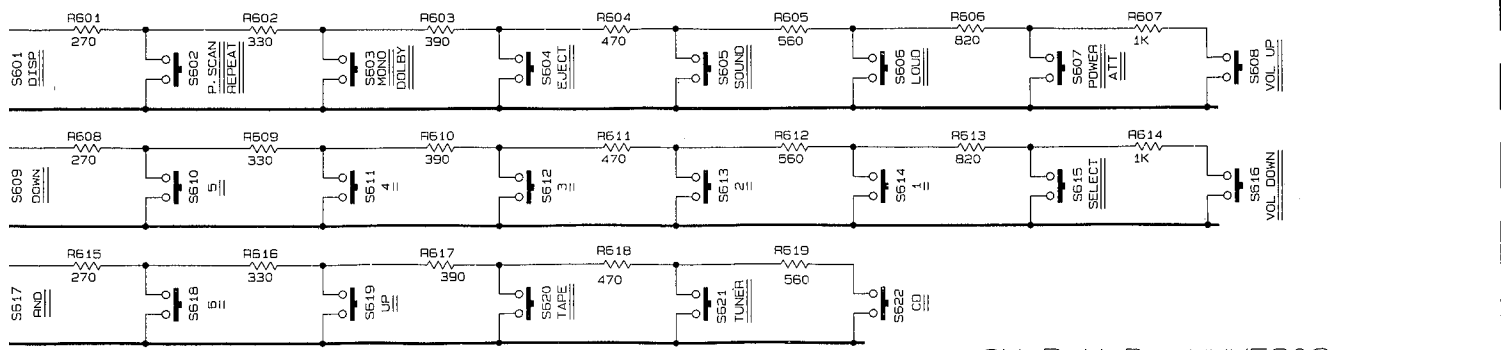 R601 R602 R603 R604 R605 R606 R607
270 330 390 470 560 820 1K
S601 DISP
S602 P.SCAN REPEAT
S603 MONO DOLBY
S604 EJECT
S605 SOUND
S606 LOUD
S607 POWER ATT
S608 VOL UP
R608 R609 R610 R611 R612 R613 R614
270 330 390 470 560 820 1K
S609 DOWN
S610 5
S611 4
S612 3
S613 2
S614 1
S615 SELECT
S616 VOL DOWN
R615 R616 R617 R618 R619
270 330 390 470 560
S617 AND
S618 6
S619 UP
S620 TAPE
S621 TUNER
S622 CD